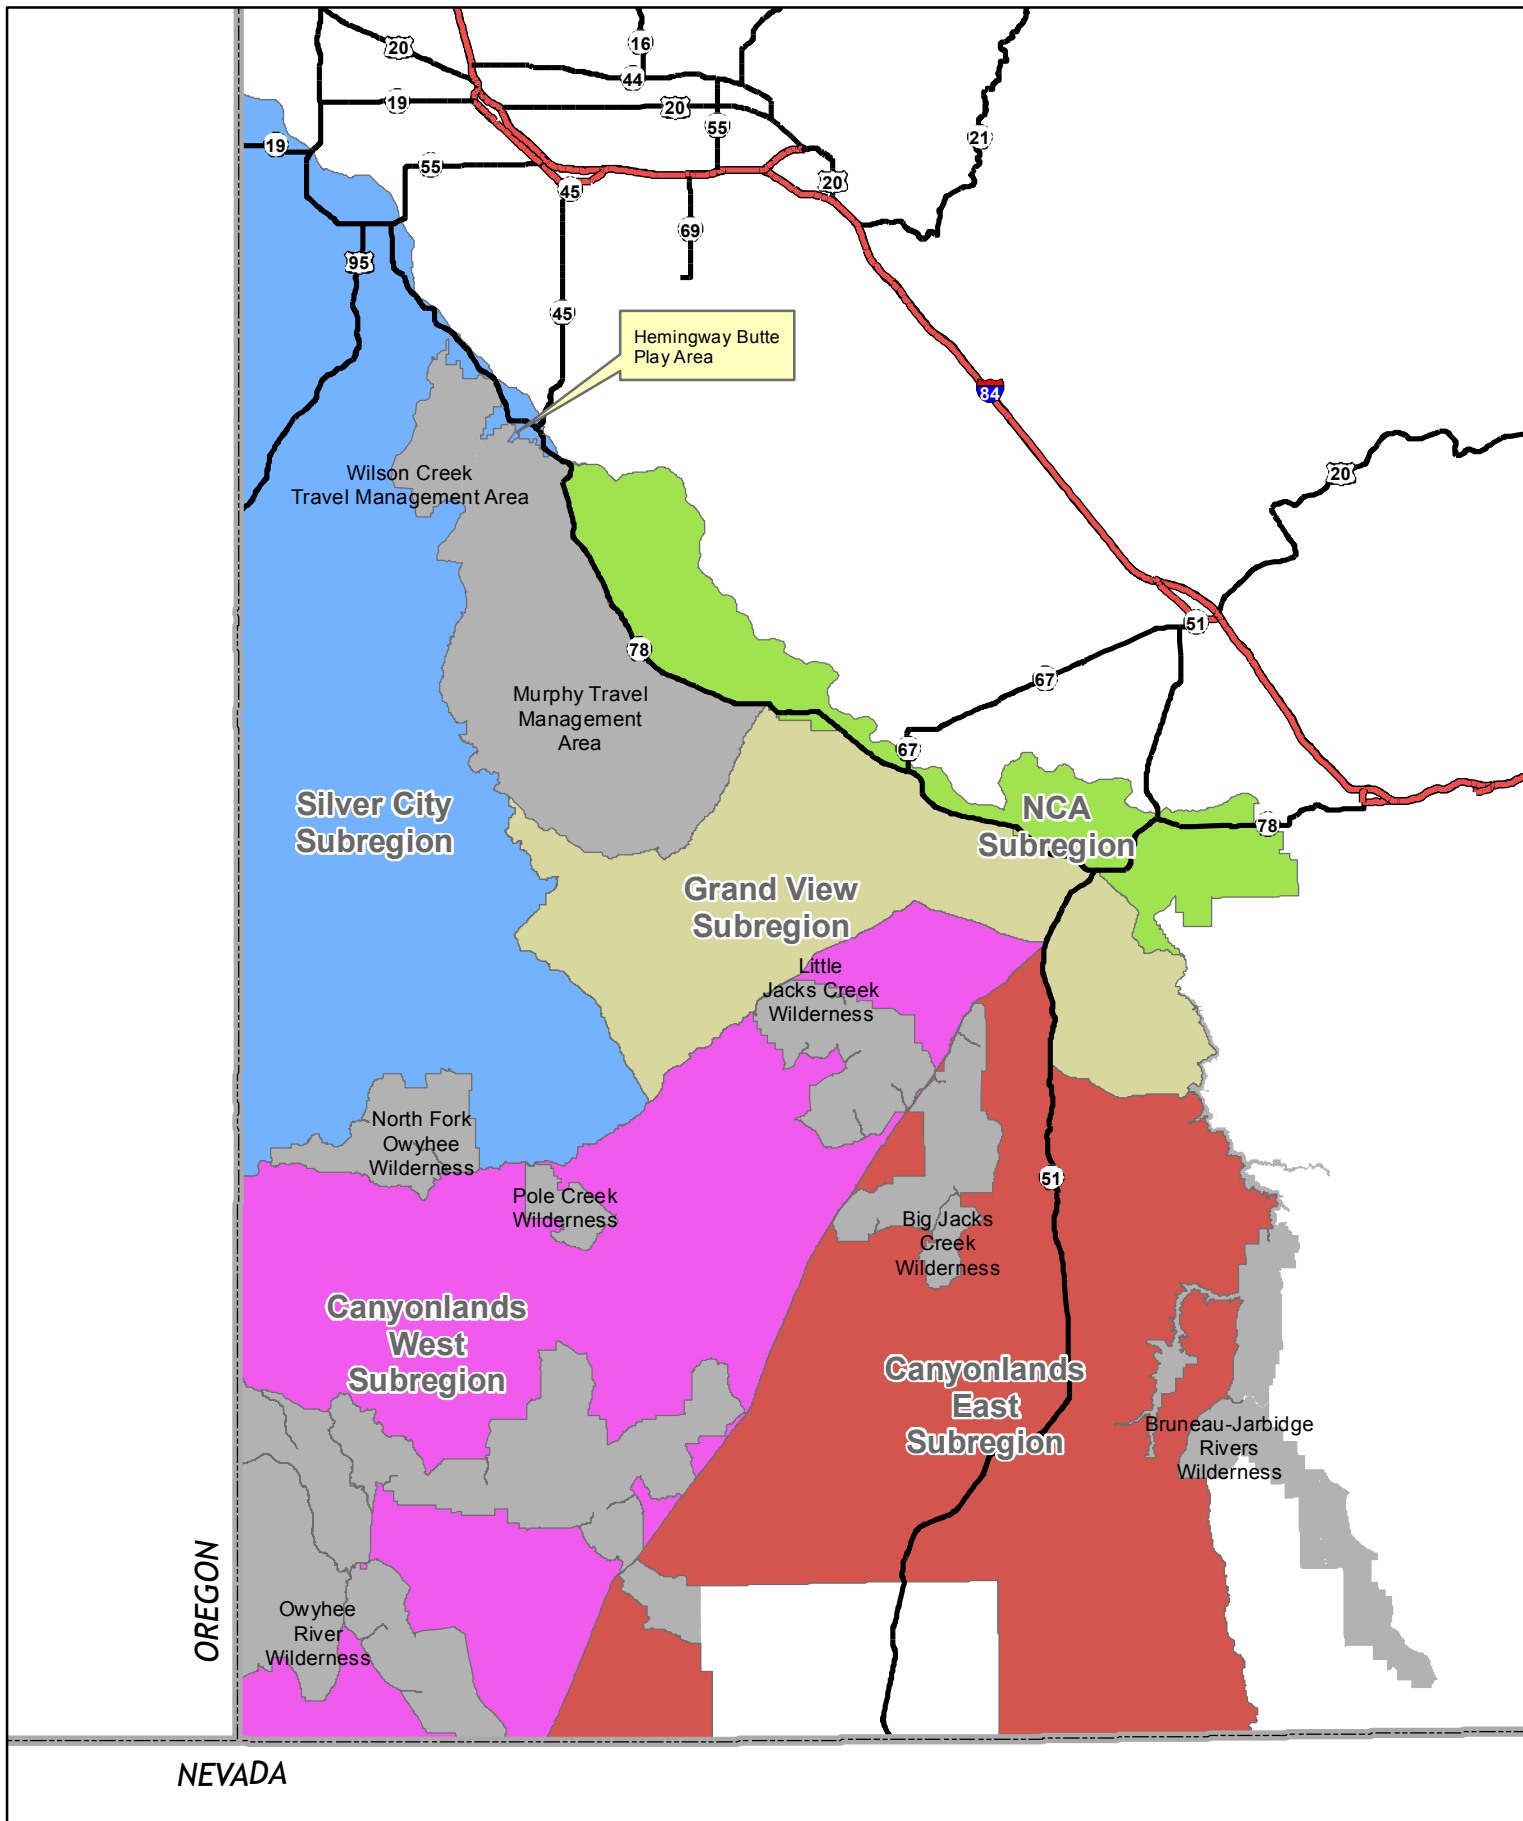 20
16
44
19
20
55
21
19
55
20
45
69
95
45
Hemingway Butte
Play Area
84
20
Wilson Creek
Travel Management Area
51
78
67
Murphy Travel
Management
Area
67
Silver City
Subregion
NCA
Subregion
78
Grand View
Subregion
Little
Jacks Creek
Wilderness
North Fork
Owyhee
Wilderness
51
Pole Creek
Wilderness
Big Jacks
Creek
Wilderness
Canyonlands
West
Subregion
Canyonlands
East
Subregion
Bruneau-Jarbidge
Rivers
Wilderness
OREGON
Owyhee
River
Wilderness
NEVADA